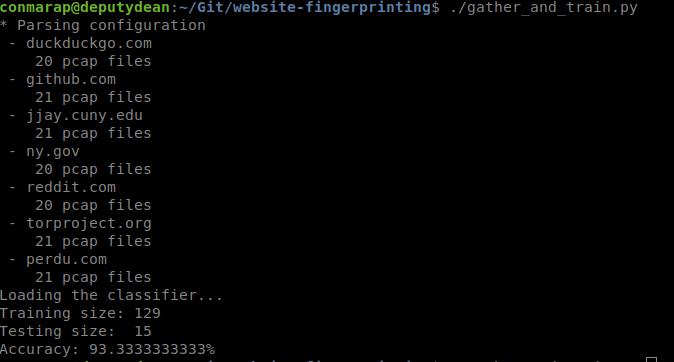 conmarap@deputydean:~/Git/website-fingerprinting$ ./gather_and_train.py
* Parsing configuration
 - duckduckgo.com
    20 pcap files
 - github.com
    21 pcap files
 - jjay.cuny.edu
    21 pcap files
 - ny.gov
    20 pcap files
 - reddit.com
    20 pcap files
 - torproject.org
    21 pcap files
 - perdu.com
    21 pcap files
Loading the classifier...
Training size: 129
Testing size:  15
Accuracy: 93.3333333333%